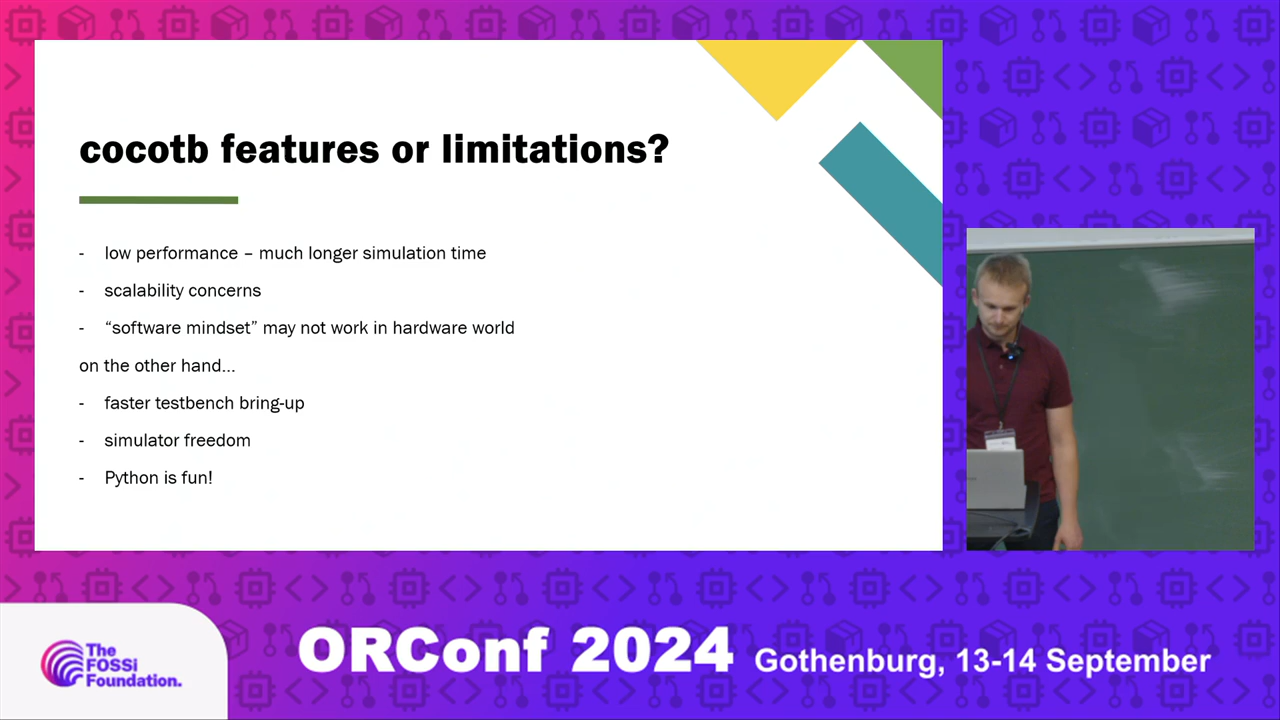 cocotb features or limitations?
- low performance – much longer simulation time
- scalability concerns
- “software mindset” may not work in hardware world
on the other hand...
- faster testbench bring-up
- simulator freedom
- Python is fun!
The
FOSSi
Foundation.
ORConf 2024 Gothenburg, 13-14 September